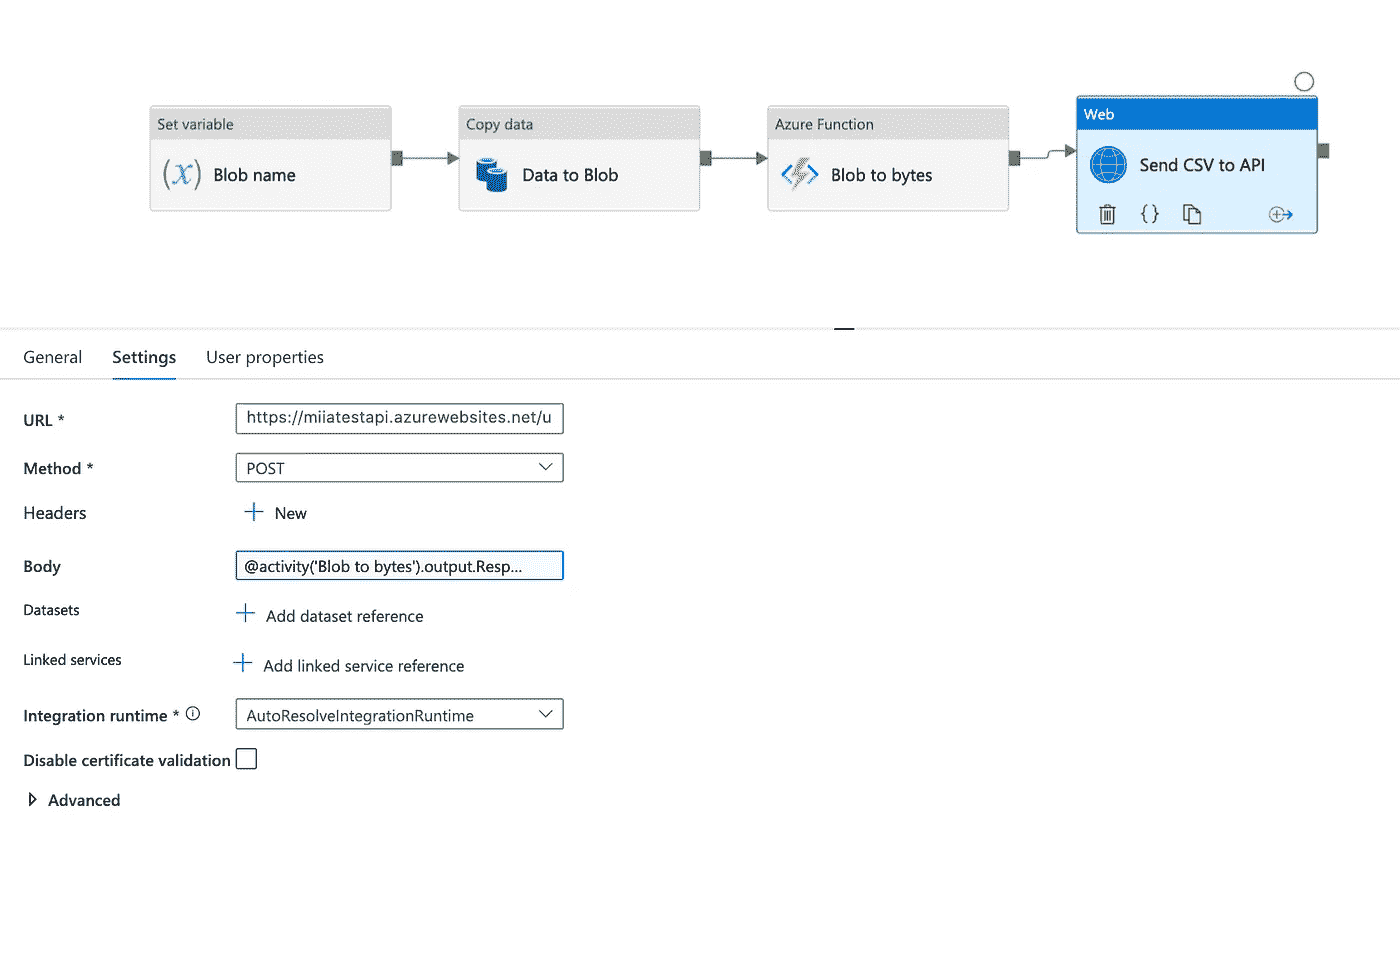 Set variable
(x) Blob name
Copy data
Data to Blob
Azure Function
Blob to bytes
Web
Send CSV to API
{}
General Settings User properties
URL * https://miiatestapi.azurewebsites.net/u
Method * POST
Headers + New
Body @activity('Blob to bytes').output.Resp...
Datasets + Add dataset reference
Linked services + Add linked service reference
Integration runtime * AutoResolveIntegrationRuntime
Disable certificate validation
Advanced